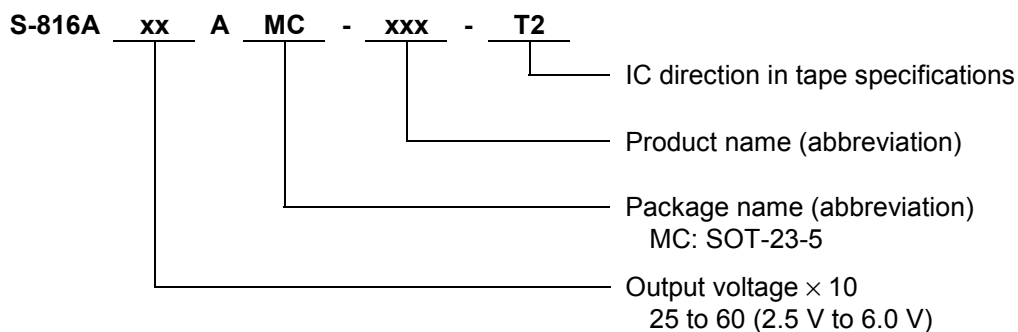 S-816A xx A MC - xxx - T2
IC direction in tape specifications
Product name (abbreviation)
Package name (abbreviation)
MC: SOT-23-5
Output voltage × 10
25 to 60 (2.5 V to 6.0 V)